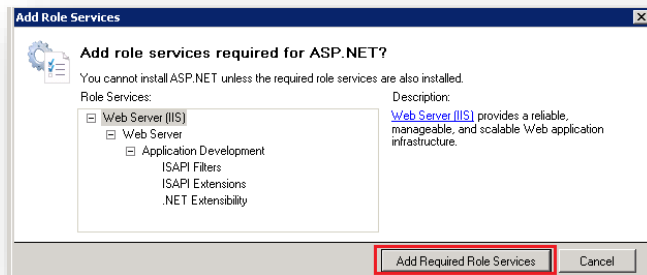 Add Role Services
Add role services required for ASP.NET?
You cannot install ASP.NET unless the required role services are also installed.
Role Services:
Web Server (IIS)
Web Server
Application Development
ISAPI Filters
ISAPI Extensions
.NET Extensibility
Description:
Web Server (IIS) provides a reliable,
manageable, and scalable Web application
infrastructure.
Add Required Role Services
Cancel